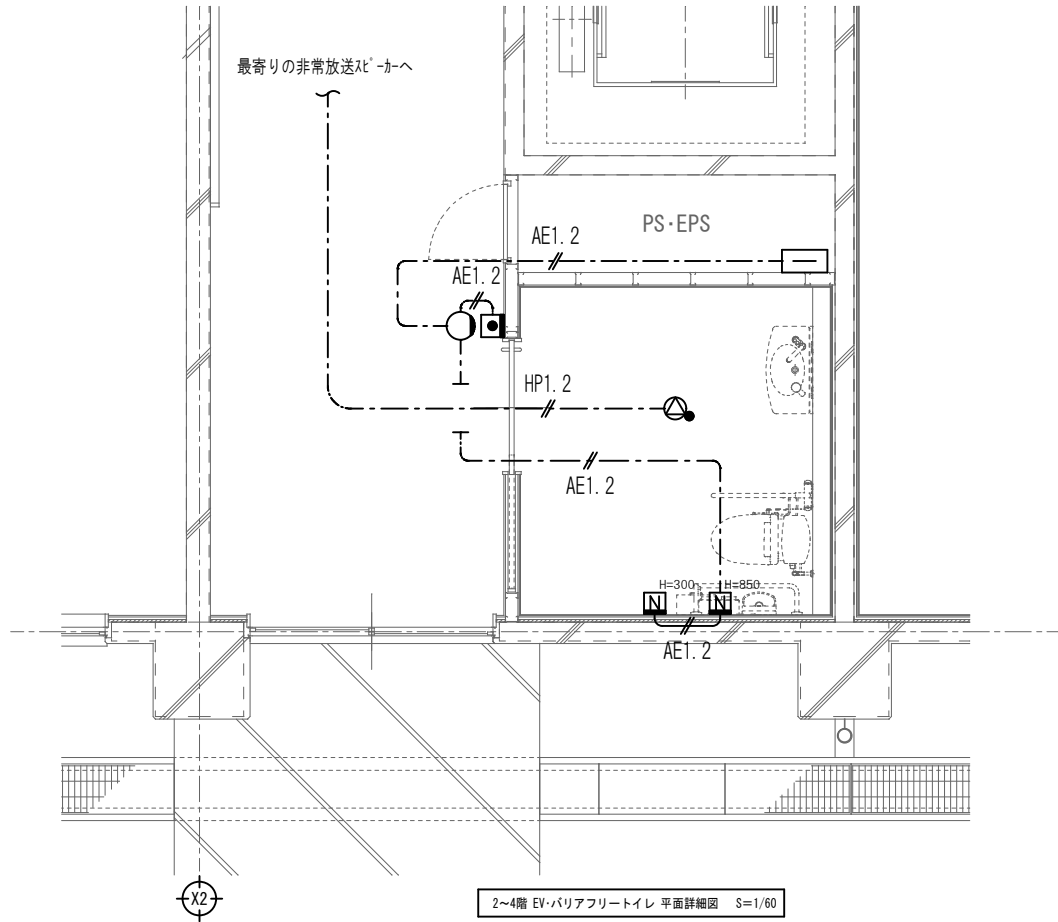 最寄りの非常放送ｽﾋﾟｰｶｰへ
PS・EPS
AE1.2
AE1.2
HP1.2
AE1.2
H=300
H=850
N
N
AE1.2
X2
2〜4階 EV・バリアフリートイレ 平面詳細図 S=1/60